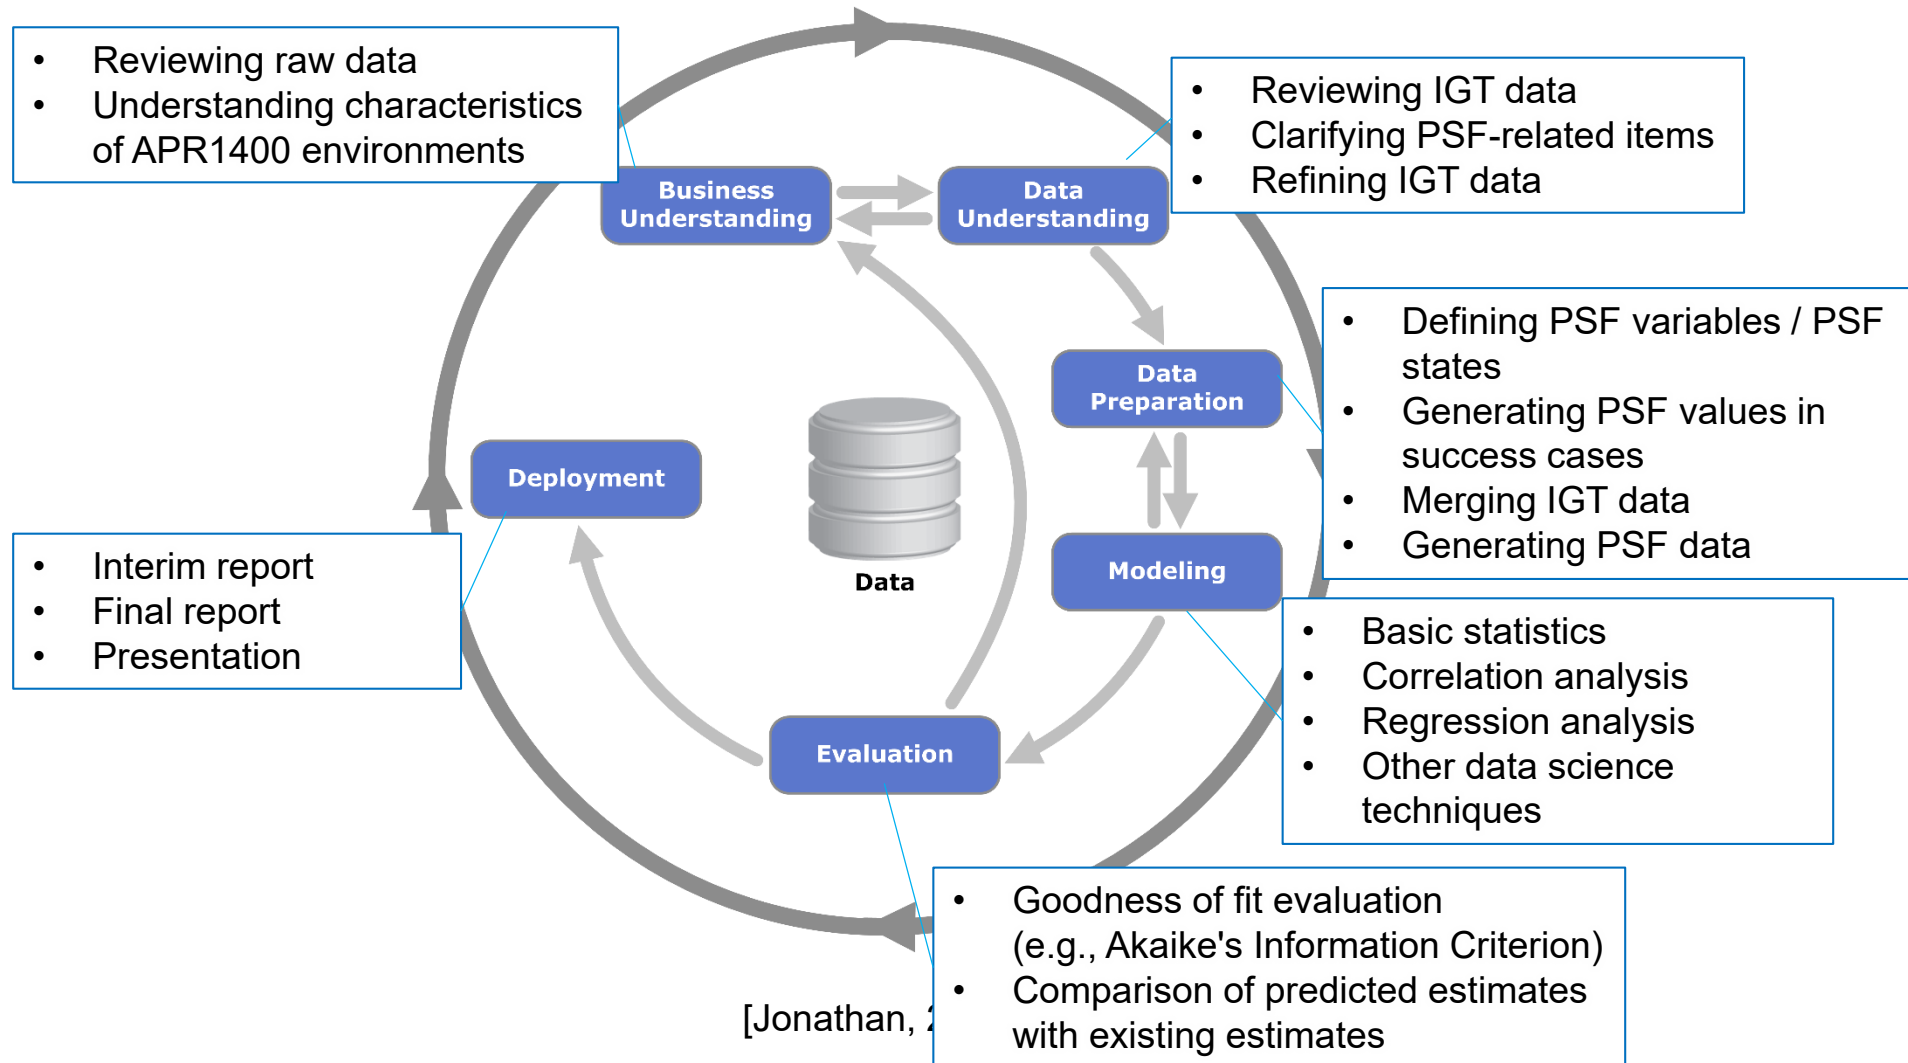 • Reviewing raw data
• Understanding characteristics
of APR1400 environments
• Reviewing IGT data
• Clarifying PSF-related items
• Refining IGT data
Business
Understanding
Data
Understanding
• Defining PSF variables / PSF
states
• Generating PSF values in
success cases
• Merging IGT data
• Generating PSF data
Data
Preparation
Deployment
Data
Modeling
• Interim report
• Final report
• Presentation
• Basic statistics
• Correlation analysis
• Regression analysis
• Other data science
techniques
Evaluation
• Goodness of fit evaluation
(e.g., Akaike's Information Criterion)
• Comparison of predicted estimates
with existing estimates
[Jonathan,